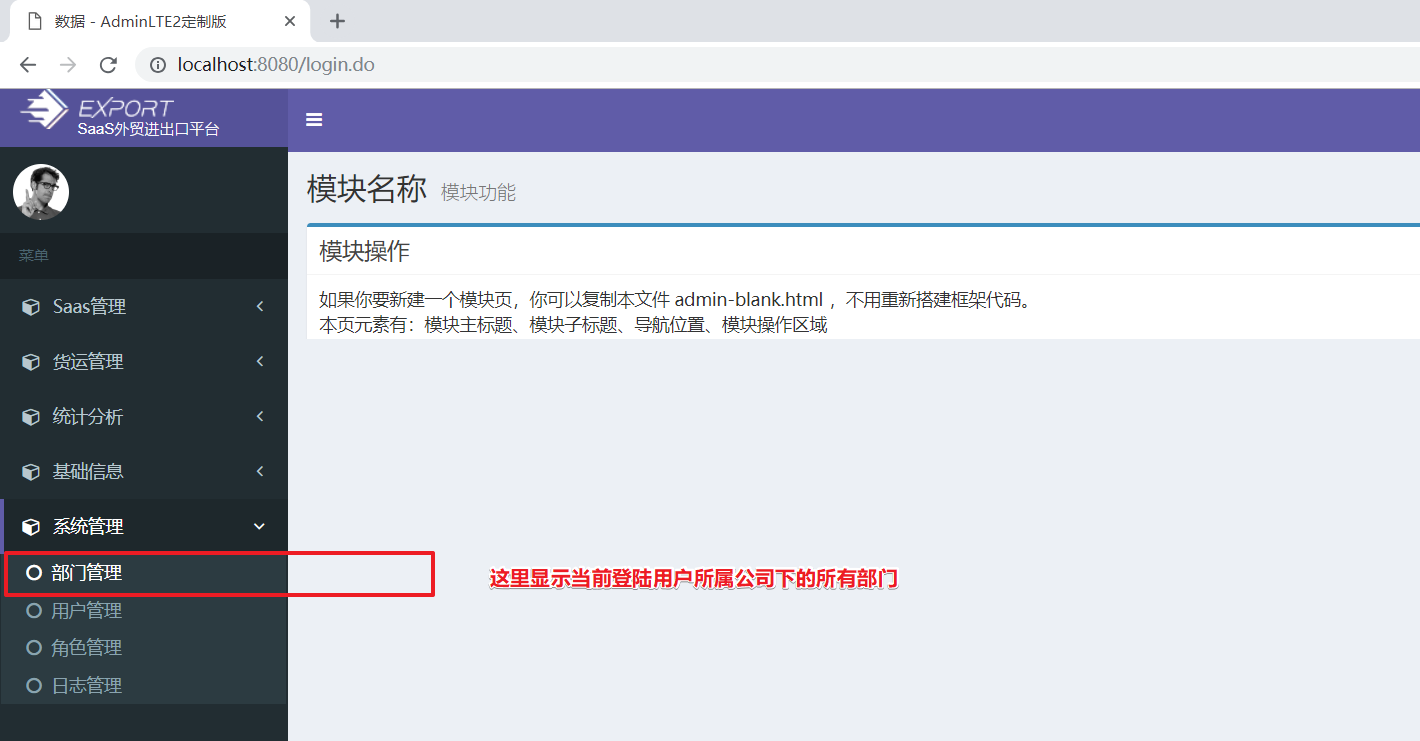 数据 - AdminLTE2定制版
localhost:8080/login.do
EXPORT
SaaS外贸进出口平台
模块名称 模块功能
菜单
模块操作
Saas管理
如果你要新建一个模块页，你可以复制本文件 admin-blank.html ，不用重新搭建框架代码。
本页元素有：模块主标题、模块子标题、导航位置、模块操作区域
货运管理
统计分析
基础信息
系统管理
部门管理
这里显示当前登陆用户所属公司下的所有部门
用户管理
角色管理
日志管理